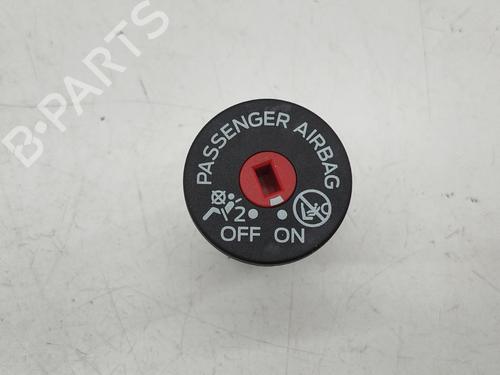 B-PARTS
PASSENGER AIRBAG
2
OFF ON